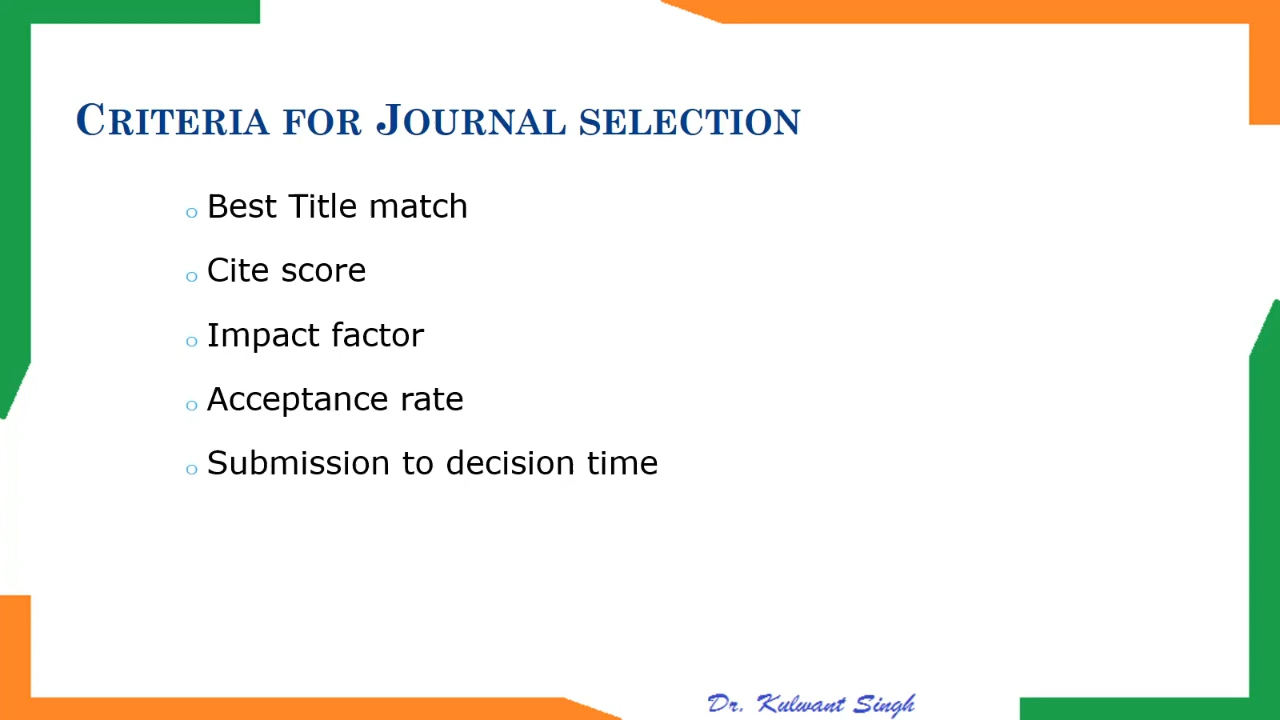 Criteria for Journal selection
o Best Title match
o Cite score
o Impact factor
o Acceptance rate
o Submission to decision time
Dr. Kulwant Singh